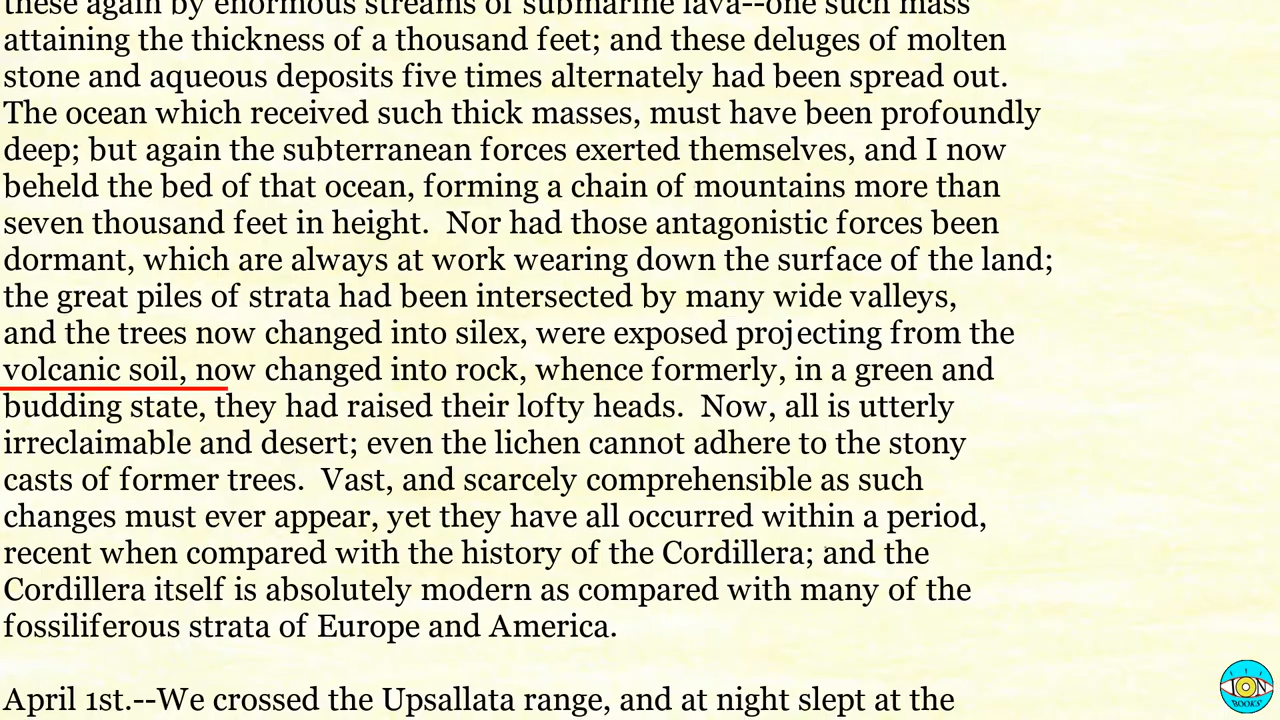 these again by enormous streams of submarine lava--one such mass
attaining the thickness of a thousand feet; and these deluges of molten
stone and aqueous deposits five times alternately had been spread out.
The ocean which received such thick masses, must have been profoundly
deep; but again the subterranean forces exerted themselves, and I now
beheld the bed of that ocean, forming a chain of mountains more than
seven thousand feet in height.  Nor had those antagonistic forces been
dormant, which are always at work wearing down the surface of the land;
the great piles of strata had been intersected by many wide valleys,
and the trees now changed into silex, were exposed projecting from the
volcanic soil, now changed into rock, whence formerly, in a green and
budding state, they had raised their lofty heads.  Now, all is utterly
irreclaimable and desert; even the lichen cannot adhere to the stony
casts of former trees.  Vast, and scarcely comprehensible as such
changes must ever appear, yet they have all occurred within a period,
recent when compared with the history of the Cordillera; and the
Cordillera itself is absolutely modern as compared with many of the
fossiliferous strata of Europe and America.
April 1st.--We crossed the Upsallata range, and at night slept at the
ION
BOOKS